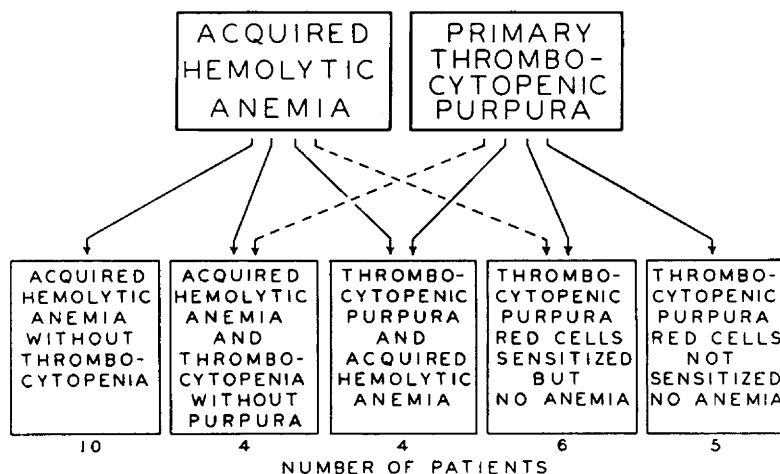 ACQUIRED
HEMOLYTIC
ANEMIA
PRIMARY
THROMBO-
CYTOPENIC
PURPURA
ACQUIRED
HEMOLYTIC
ANEMIA
WITHOUT
THROMBO-
CYTOPENIA
ACQUIRED
HEMOLYTIC
ANEMIA
AND
THROMBO-
CYTOPENIA
WITHOUT
PURPURA
THROMBO-
CYTOPENIC
PURPURA
AND
ACQUIRED
HEMOLYTIC
ANEMIA
THROMBO-
CYTOPENIC
PURPURA
RED CELLS
SENSITIZED
BUT
NO ANEMIA
THROMBO-
CYTOPENIC
PURPURA
RED CELLS
NOT
SENSITIZED
NO ANEMIA
10 4 4 6 5
NUMBER OF PATIENTS